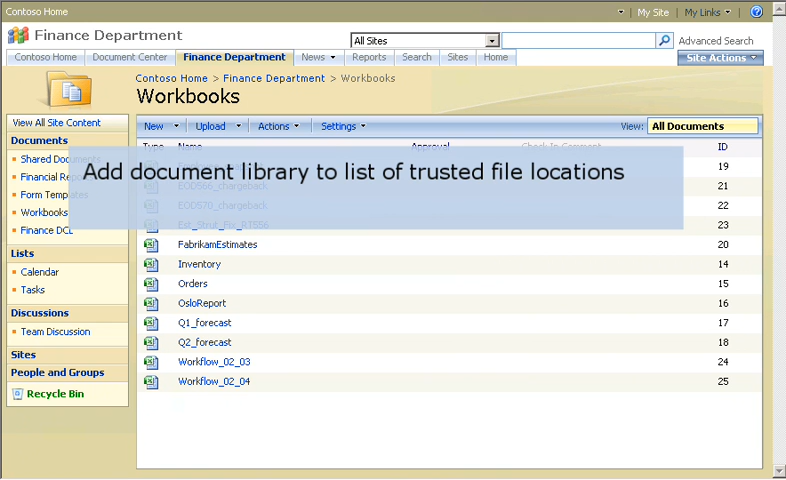 Contoso Home
My Site
My Links
Finance Department
All Sites
Advanced Search
Contoso Home
Document Center
Finance Department
News
Reports
Search
Sites
Home
Site Actions
Contoso Home > Finance Department > Workbooks
Workbooks
View All Site Content
Documents
Shared Documents
Financial Repo
Form Templates
Workbooks
Finance DCL
Lists
Calendar
Tasks
Discussions
Team Discussion
Sites
People and Groups
Recycle Bin
New
Upload
Actions
Settings
View: All Documents
Type Name Approval Check In Comment ID
19
Add document library to list of trusted file locations
EOD566_chargeback 21
EOD570_chargeback 22
Est_Strut_Fix_RT556 23
FabrikamEstimates 20
Inventory 14
Orders 15
OsloReport 16
Q1_forecast 17
Q2_forecast 18
Workflow_02_03 24
Workflow_02_04 25